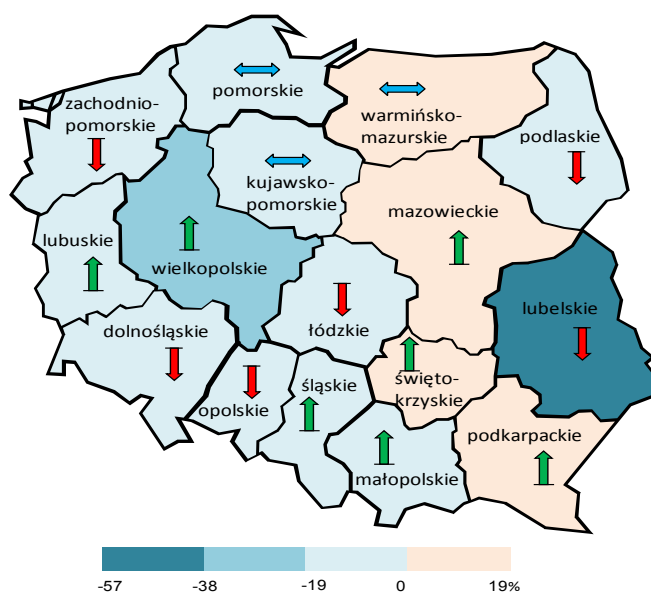 zachodnio-
pomorskie
pomorskie
warmińsko-
mazurskie
podlaskie
kujawsko-
pomorskie
mazowieckie
lubuskie
wielkopolskie
lubelskie
dolnośląskie
łódzkie
śląskie
święto-
krzyskie
opolskie
podkarpackie
małopolskie
-57 -38 -19 0 19%